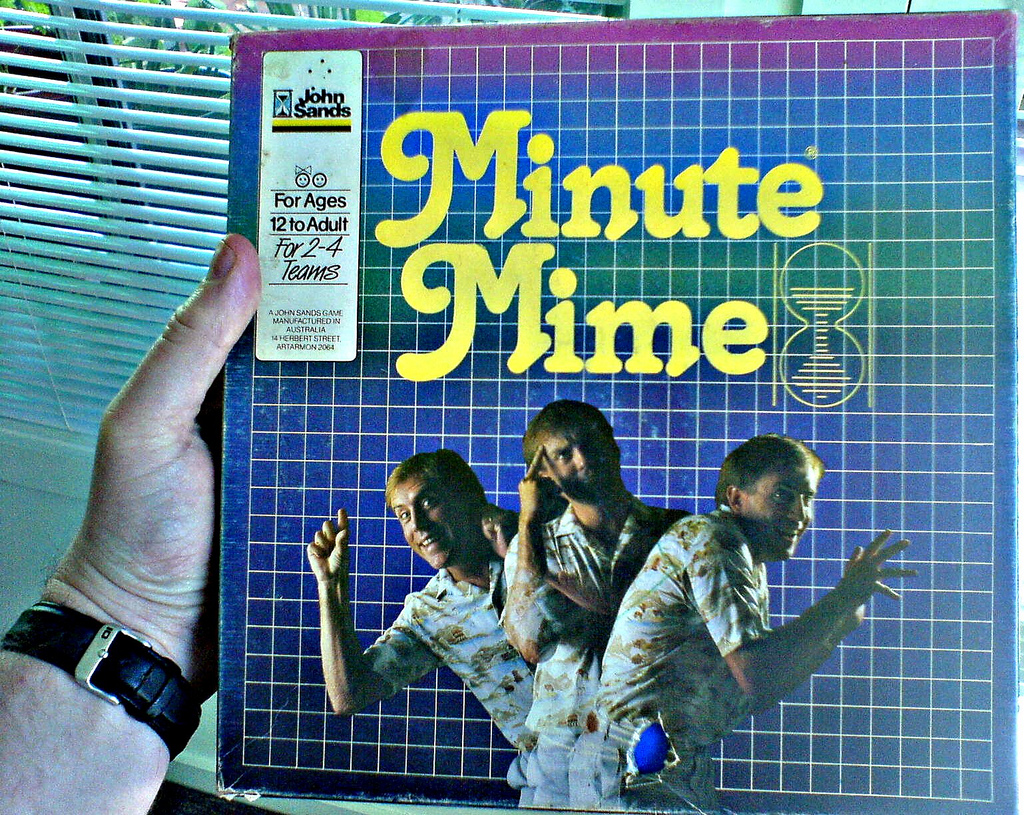 John
Sands
For Ages
12 to Adult
For 2-4
Teams
A JOHN SANDS GAME
MANUFACTURED IN
AUSTRALIA
14 HERBERT STREET,
ARTARMON 2064
Minute®
Mime